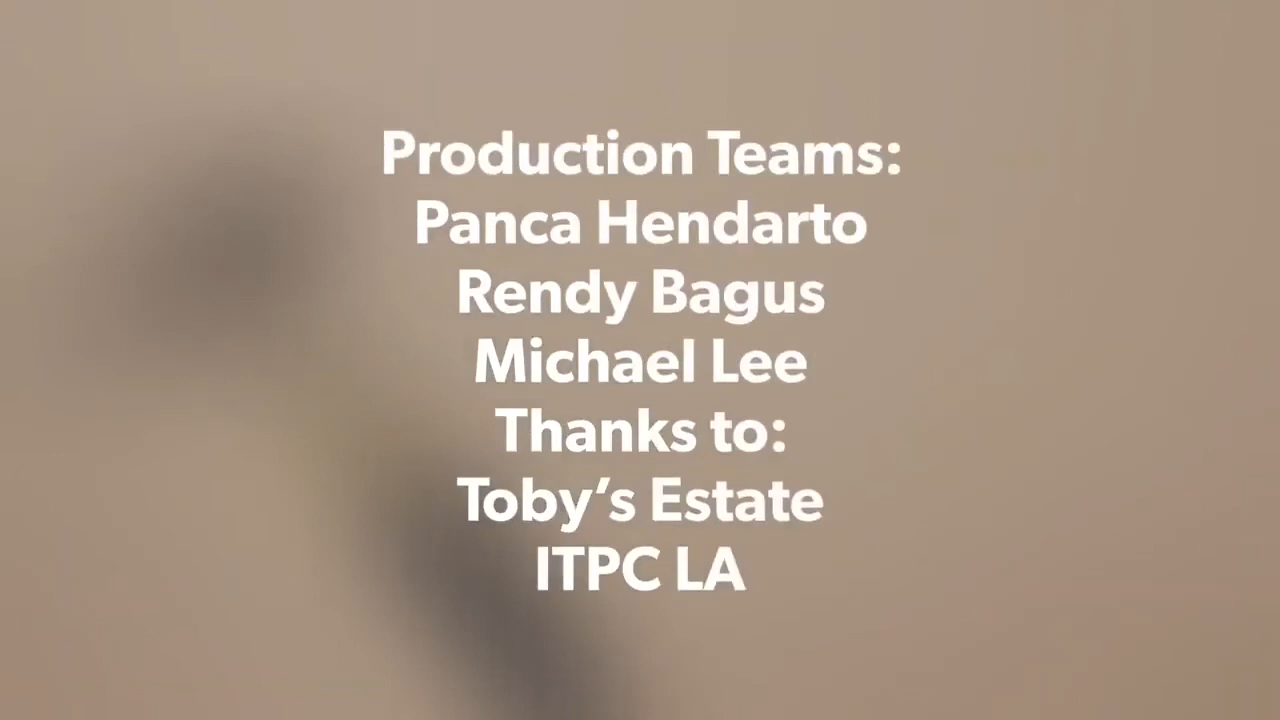 Production Teams:
Panca Hendarto
Rendy Bagus
Michael Lee
Thanks to:
Toby’s Estate
ITPC LA